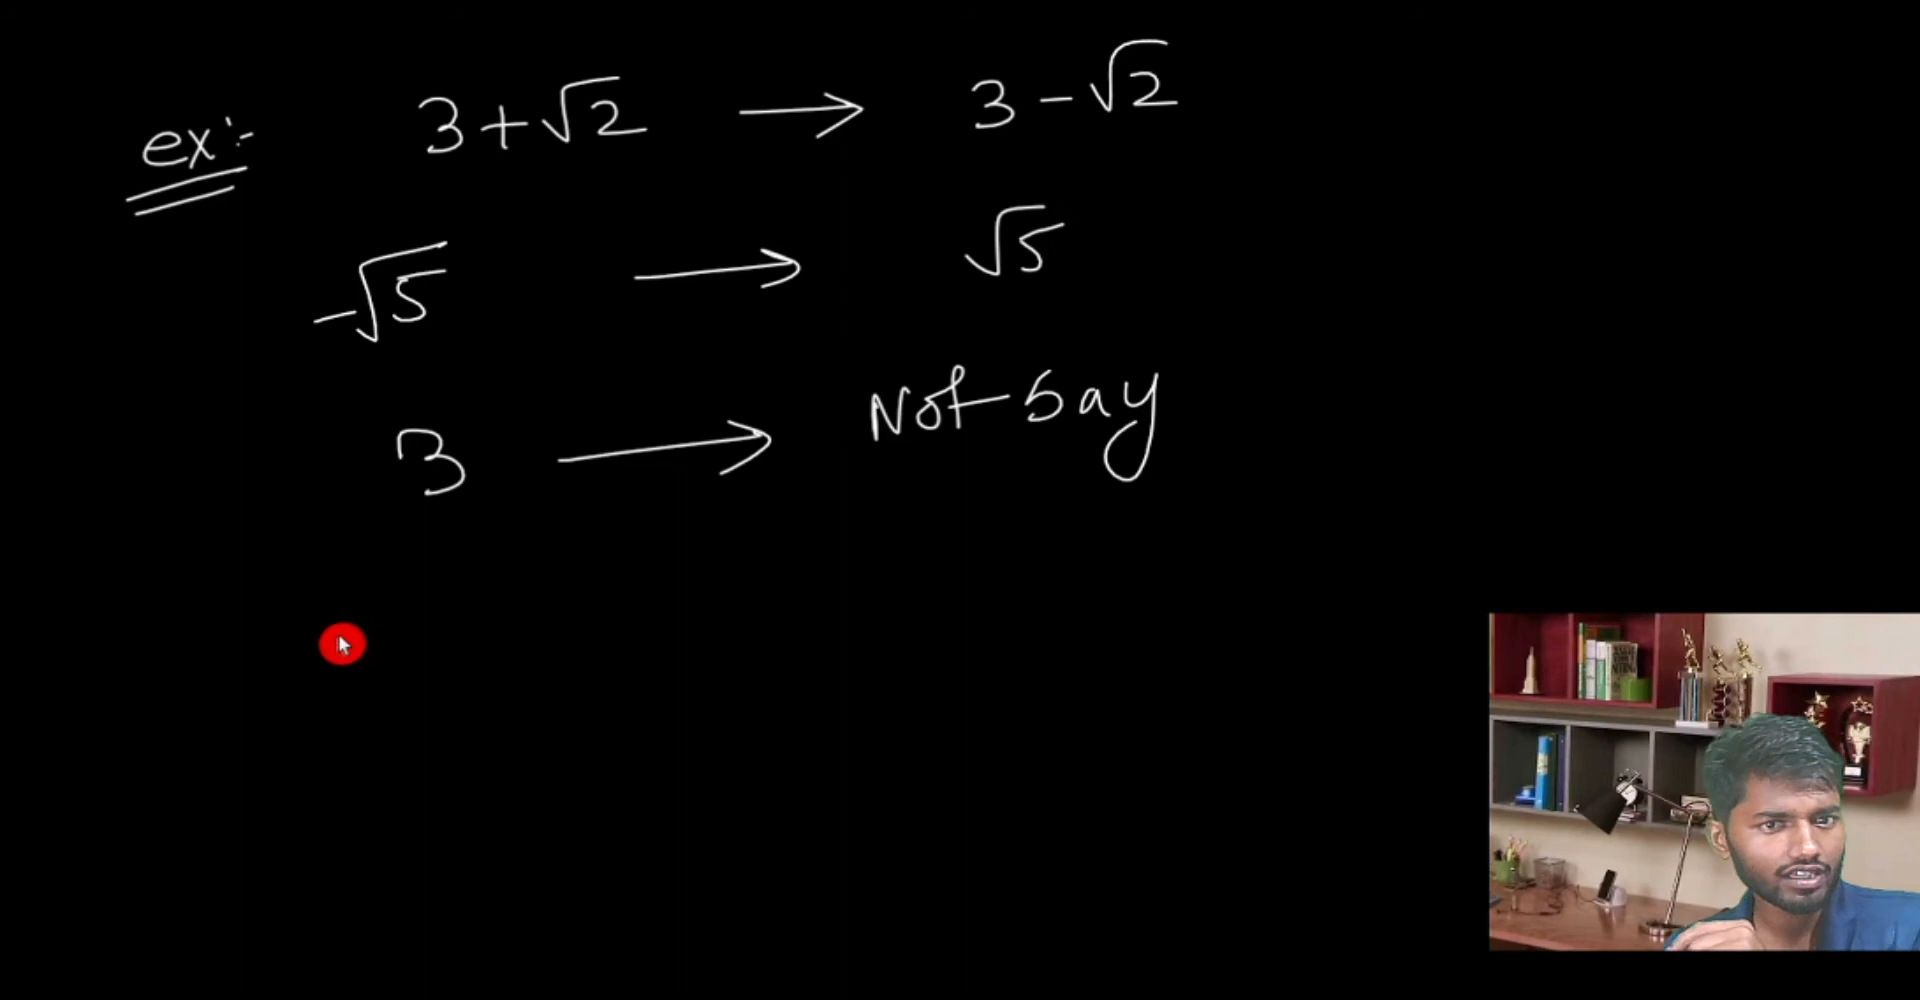 ex:- 3+√2 → 3-√2
-√5 → √5
3 → Not say